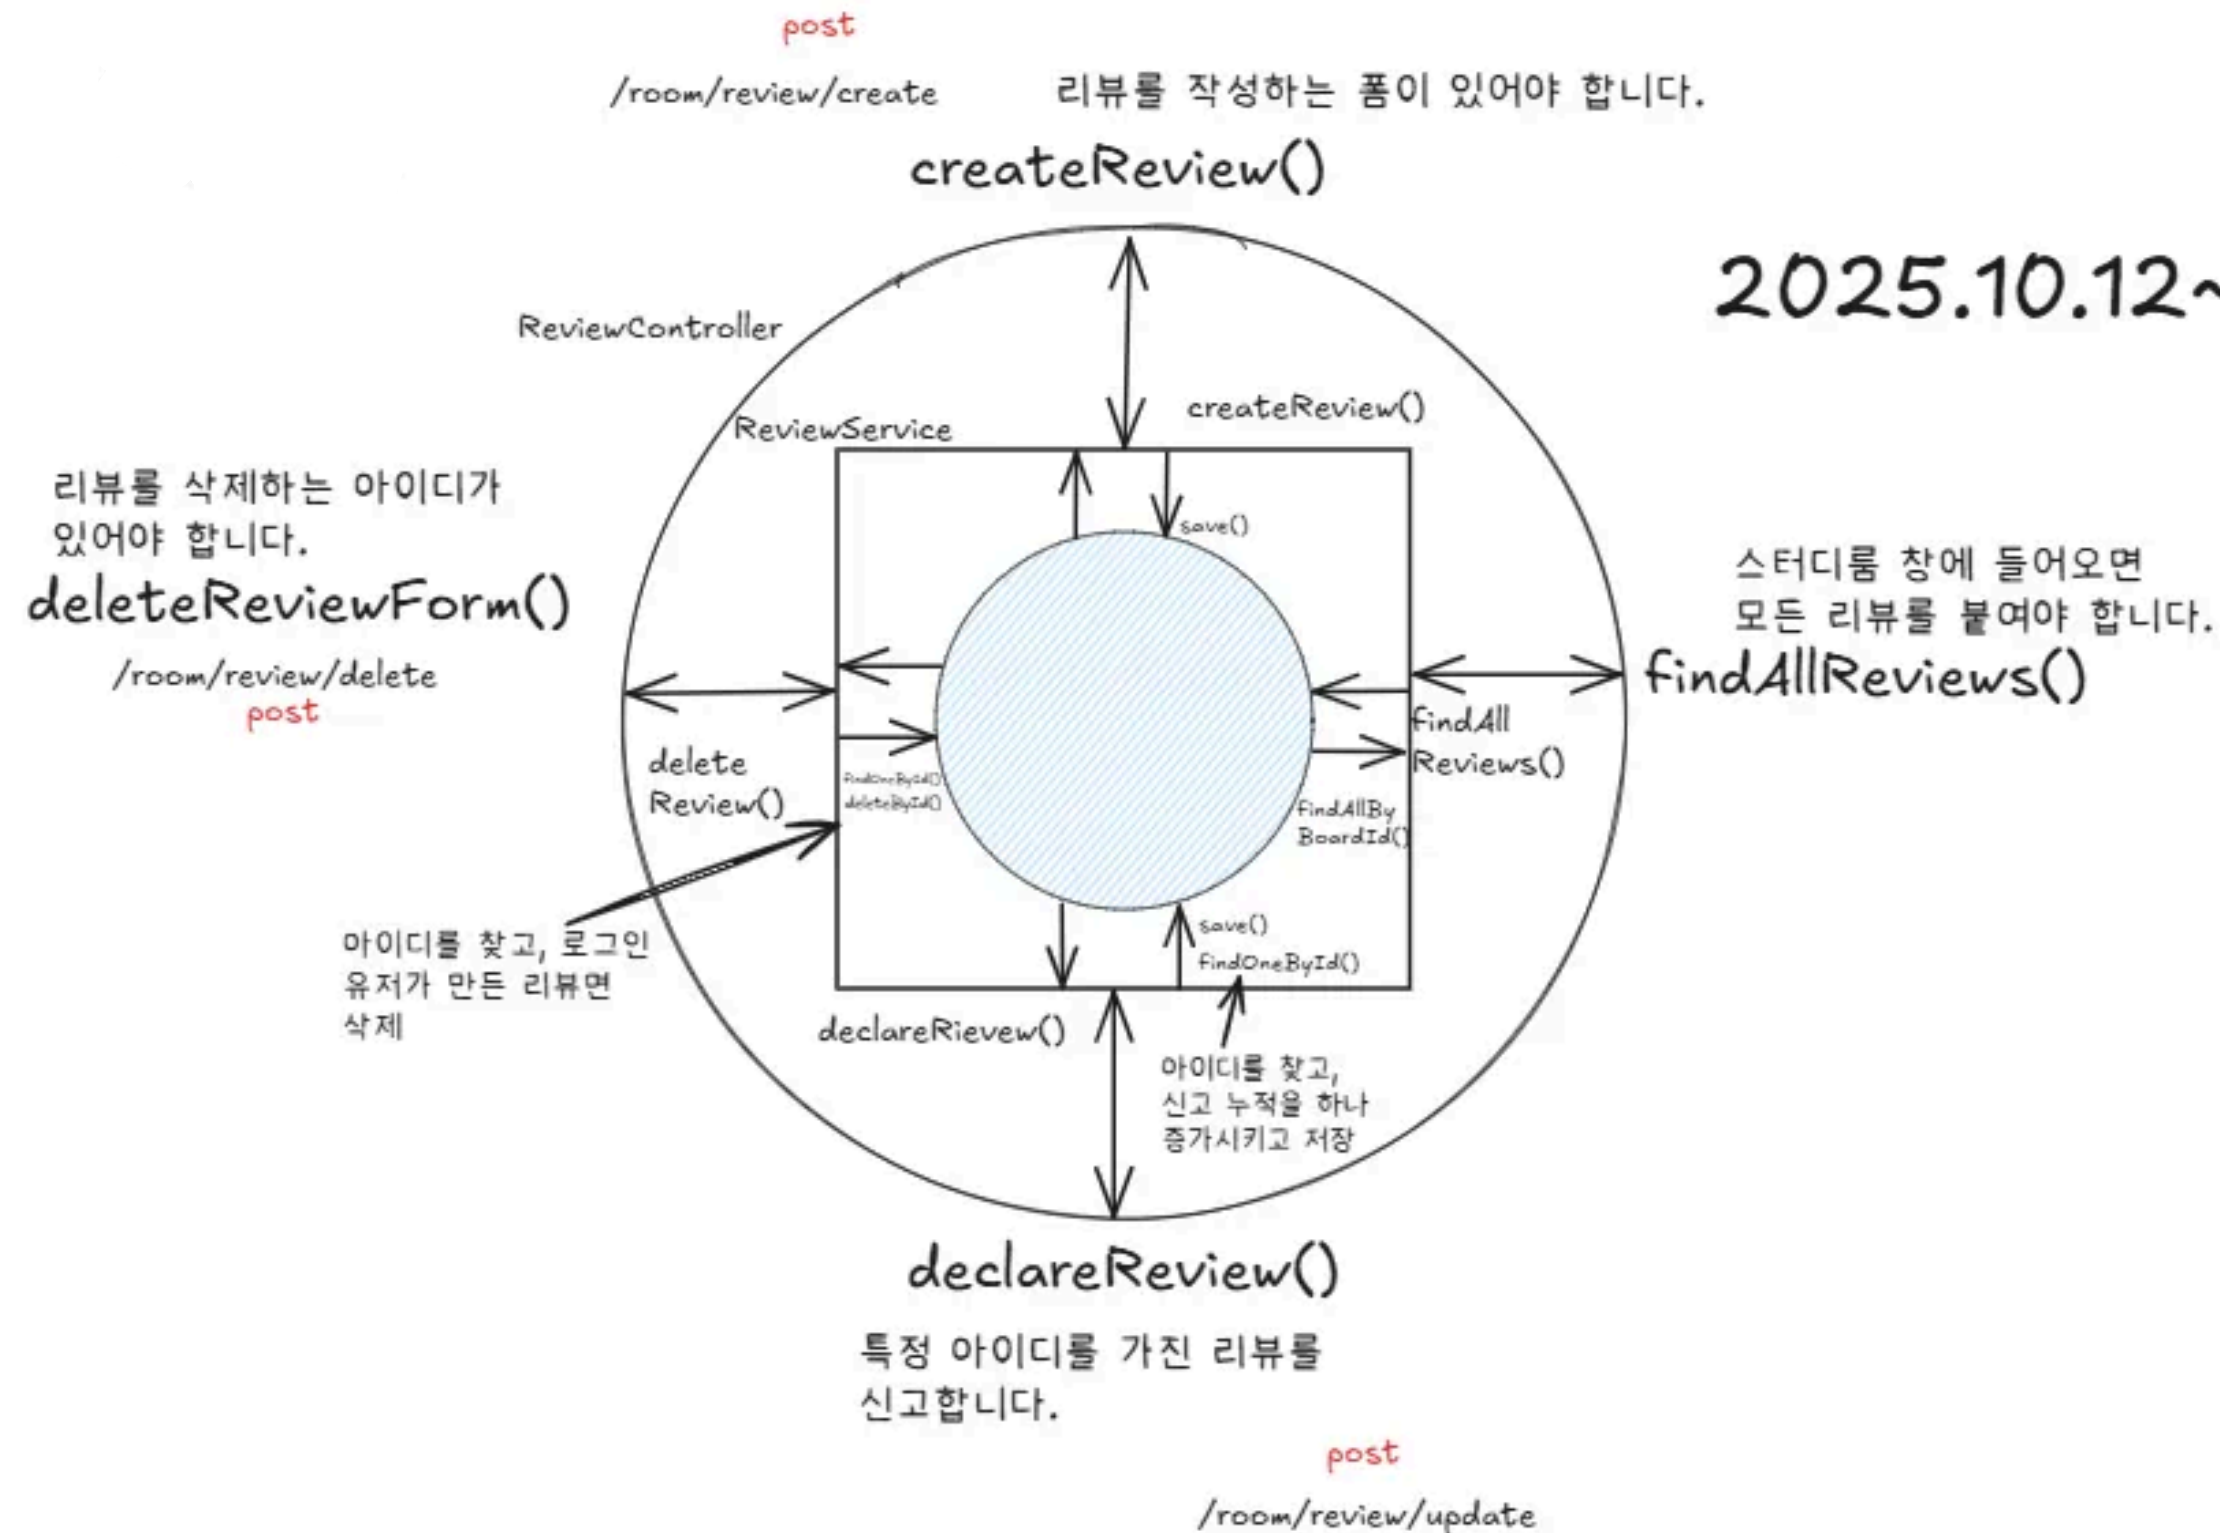 post
/room/review/create
리뷰를 작성하는 폼이 있어야 합니다.
createReview()
2025.10.12~
ReviewController
createReview()
ReviewService
save()
리뷰를 삭제하는 아이디가
있어야 합니다.
deleteReviewForm()
/room/review/delete
post
스터디룸 창에 들어오면
모든 리뷰를 붙여야 합니다.
findAllReviews()
findAll
Reviews()
delete
Review()
findOneById()
deleteById()
findAllBy
BoardId()
아이디를 찾고, 로그인
유저가 만든 리뷰면
삭제
save()
findOneById()
declareRievew()
아이디를 찾고,
신고 누적을 하나
증가시키고 저장
declareReview()
특정 아이디를 가진 리뷰를
신고합니다.
post
/room/review/update